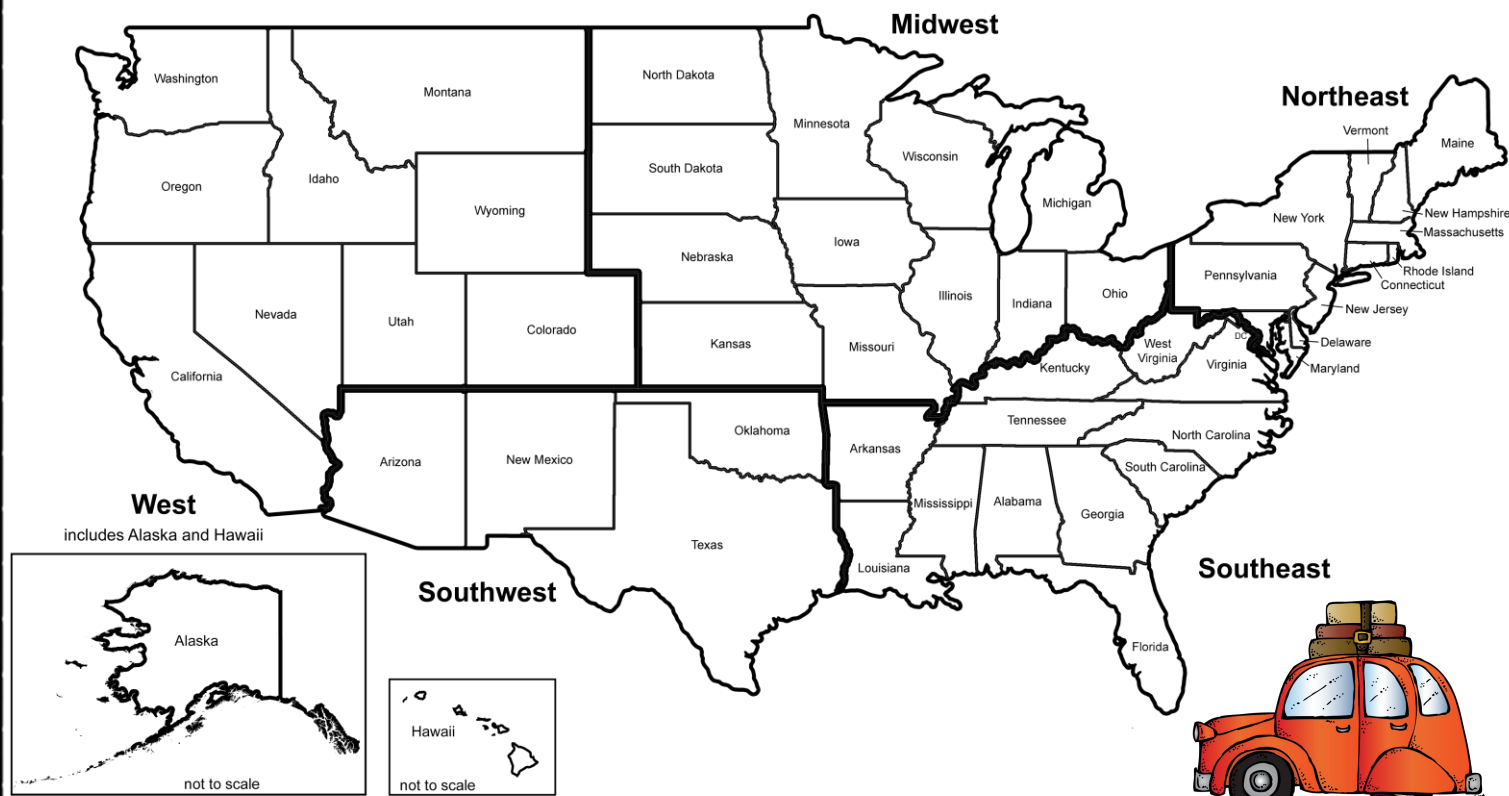 Midwest
Northeast
Southeast
Southwest
West
includes Alaska and Hawaii
Washington
Oregon
Idaho
Montana
Wyoming
Nevada
Utah
Colorado
California
Alaska
not to scale
Hawaii
not to scale
Arizona
New Mexico
Oklahoma
Texas
North Dakota
South Dakota
Nebraska
Kansas
Minnesota
Iowa
Missouri
Wisconsin
Illinois
Michigan
Indiana
Ohio
Kentucky
West
Virginia
Virginia
DC
Tennessee
North Carolina
South Carolina
Arkansas
Louisiana
Mississippi
Alabama
Georgia
Florida
Vermont
Maine
New York
New Hampshire
Massachusetts
Rhode Island
Connecticut
Pennsylvania
New Jersey
Delaware
Maryland